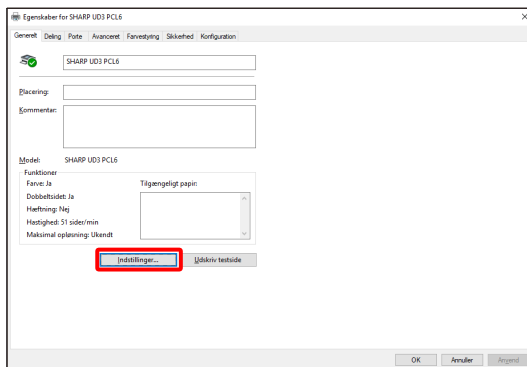 Egenskaber for SHARP UD3 PCL6
Generelt Deling Porte Avanceret Farvestyring Sikkerhed Konfiguration
SHARP UD3 PCL6
Placering:
Kommentar:
Model: SHARP UD3 PCL6
Funktioner
Farve: Ja Tilgængeligt papir:
Dobbeltsidet: Ja
Hæftning: Nej
Hastighed: 51 sider/min
Maksimal opløsning: Ukendt
Indstillinger... Udskriv testside
OK Annuller Anvend